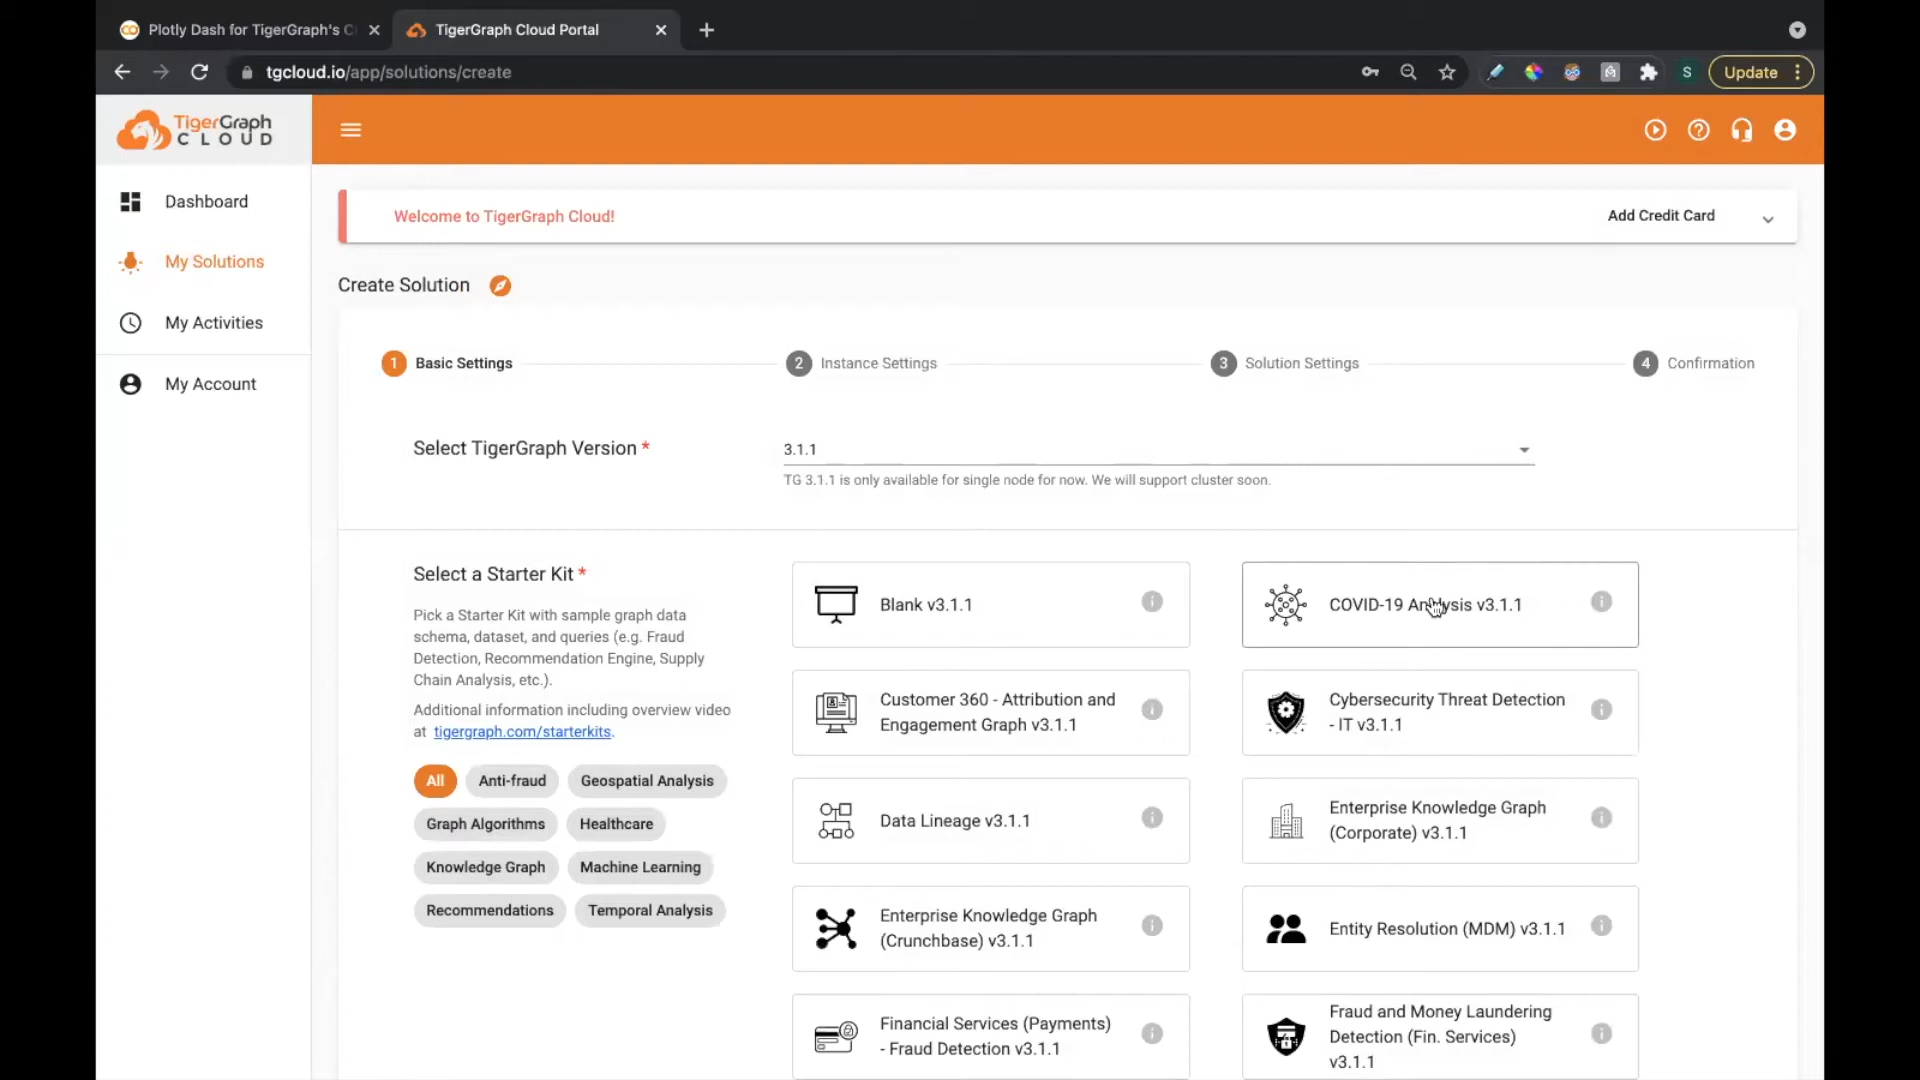 Plotly Dash for TigerGraph's C
TigerGraph Cloud Portal
tgcloud.io/app/solutions/create
S
Update
TigerGraph
CLOUD
Dashboard
My Solutions
My Activities
My Account
Welcome to TigerGraph Cloud!
Add Credit Card
Create Solution
1 Basic Settings
2 Instance Settings
3 Solution Settings
4 Confirmation
Select TigerGraph Version *
3.1.1
TG 3.1.1 is only available for single node for now. We will support cluster soon.
Select a Starter Kit *
Pick a Starter Kit with sample graph data
schema, dataset, and queries (e.g. Fraud
Detection, Recommendation Engine, Supply
Chain Analysis, etc.).
Additional information including overview video
at tigergraph.com/starterkits.
All
Anti-fraud
Geospatial Analysis
Graph Algorithms
Healthcare
Knowledge Graph
Machine Learning
Recommendations
Temporal Analysis
Blank v3.1.1
COVID-19 Analysis v3.1.1
Customer 360 - Attribution and
Engagement Graph v3.1.1
Cybersecurity Threat Detection
- IT v3.1.1
Data Lineage v3.1.1
Enterprise Knowledge Graph
(Corporate) v3.1.1
Enterprise Knowledge Graph
(Crunchbase) v3.1.1
Entity Resolution (MDM) v3.1.1
Financial Services (Payments)
- Fraud Detection v3.1.1
Fraud and Money Laundering
Detection (Fin. Services)
v3.1.1